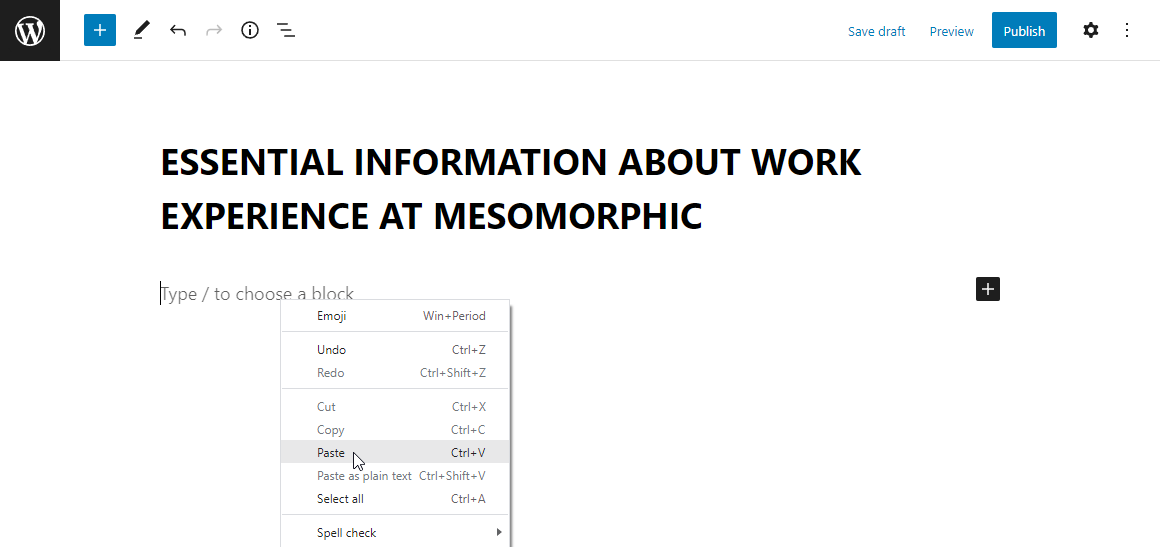 Save draft Preview Publish
ESSENTIAL INFORMATION ABOUT WORK
EXPERIENCE AT MESOMORPHIC
Type / to choose a block
Emoji Win+Period
Undo Ctrl+Z
Redo Ctrl+Shift+Z
Cut Ctrl+X
Copy Ctrl+C
Paste Ctrl+V
Paste as plain text Ctrl+Shift+V
Select all Ctrl+A
Spell check